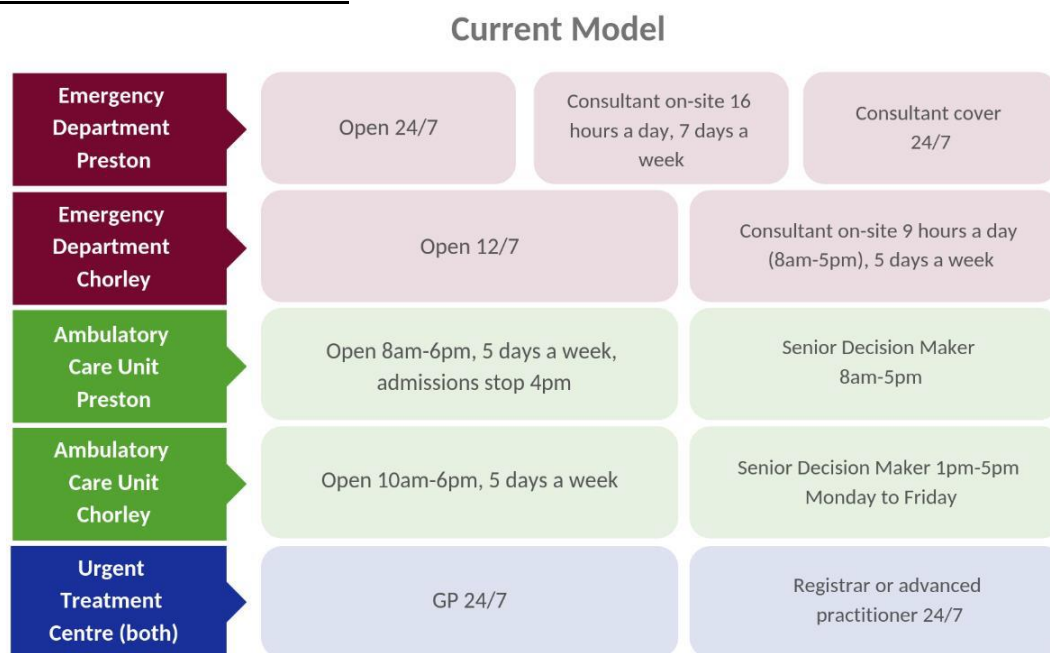 Current Model
Emergency
Department
Preston
Open 24/7
Consultant on-site 16
hours a day, 7 days a
week
Consultant cover
24/7
Emergency
Department
Chorley
Open 12/7
Consultant on-site 9 hours a day
(8am-5pm), 5 days a week
Ambulatory
Care Unit
Preston
Open 8am-6pm, 5 days a week,
admissions stop 4pm
Senior Decision Maker
8am-5pm
Ambulatory
Care Unit
Chorley
Open 10am-6pm, 5 days a week
Senior Decision Maker 1pm-5pm
Monday to Friday
Urgent
Treatment
Centre (both)
GP 24/7
Registrar or advanced
practitioner 24/7